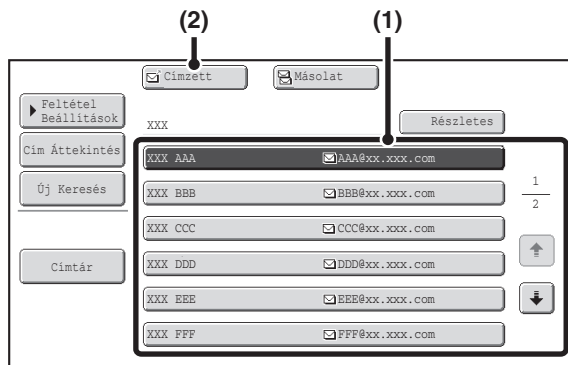 (2) (1)
Címzett Másolat
Feltétel
Beállítások
XXX Részletes
Cím Áttekintés
XXX AAA AAA@xx.xxx.com
Új Keresés
XXX BBB BBB@xx.xxx.com
1
2
XXX CCC CCC@xx.xxx.com
Címtár
XXX DDD DDD@xx.xxx.com
XXX EEE EEE@xx.xxx.com
XXX FFF FFF@xx.xxx.com